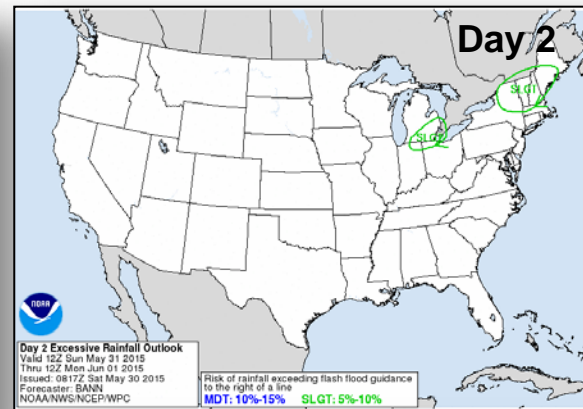 Day 2
SLGT
SLGT
NOAA
Day 2 Excessive Rainfall Outlook
Valid 12Z Sun May 31 2015
Thru 12Z Mon Jun 01 2015
Issued: 0817Z Sat May 30 2015
Forecaster: BANN
NOAA/NWS/NCEP/WPC
Risk of rainfall exceeding flash flood guidance
to the right of a line
MDT: 10%-15% SLGT: 5%-10%